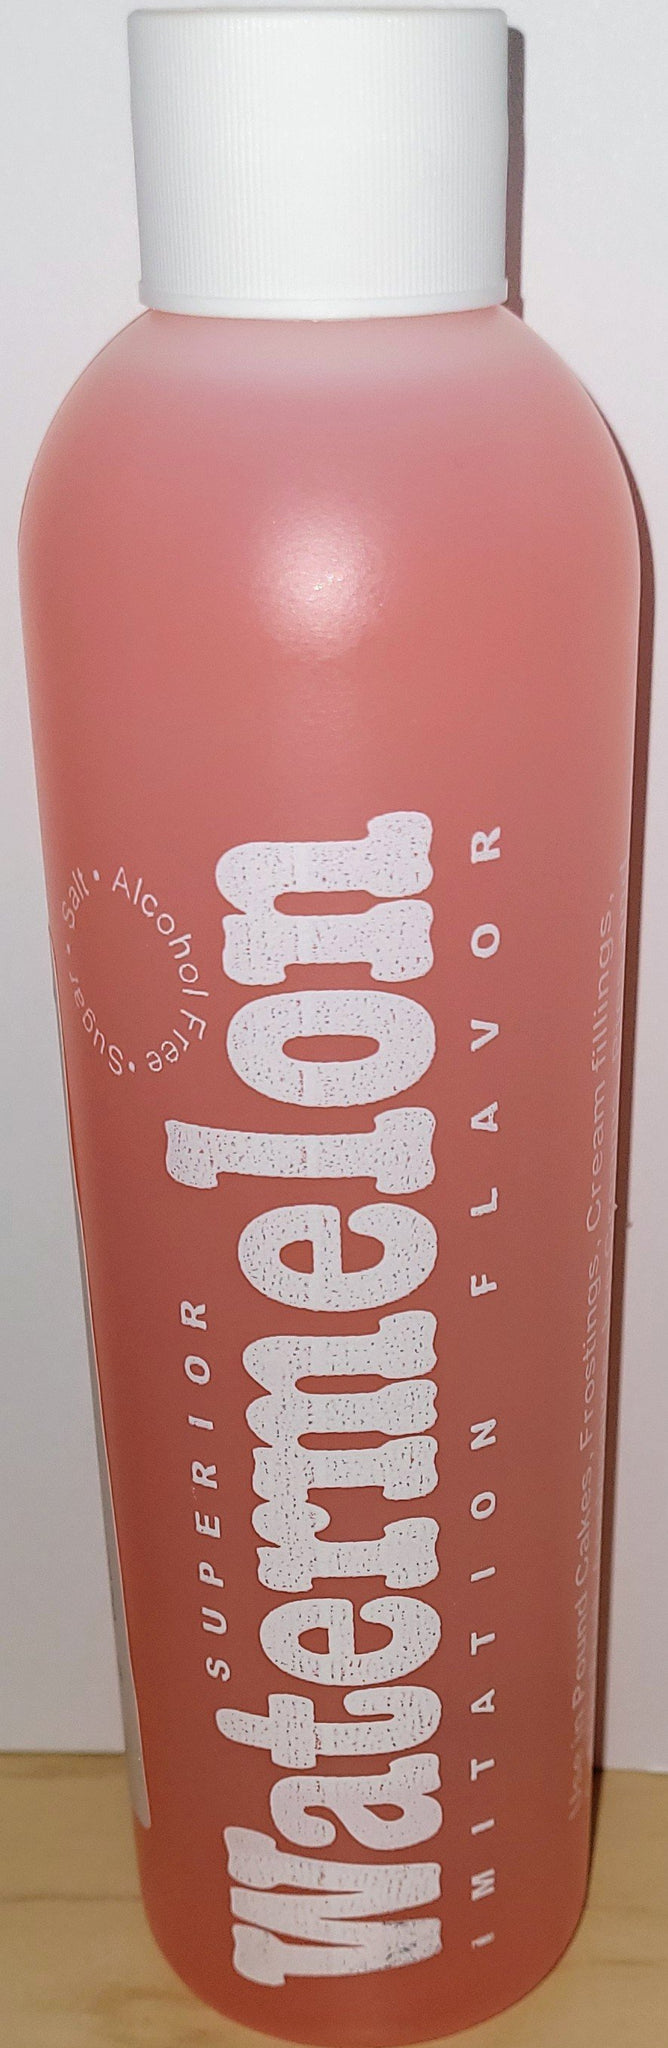 SUPERIOR
Watermelon
IMITATION FLAVOR
Sugar • Salt • Alcohol Free •
Use in Pound Cakes, Frostings, Cream fillings,